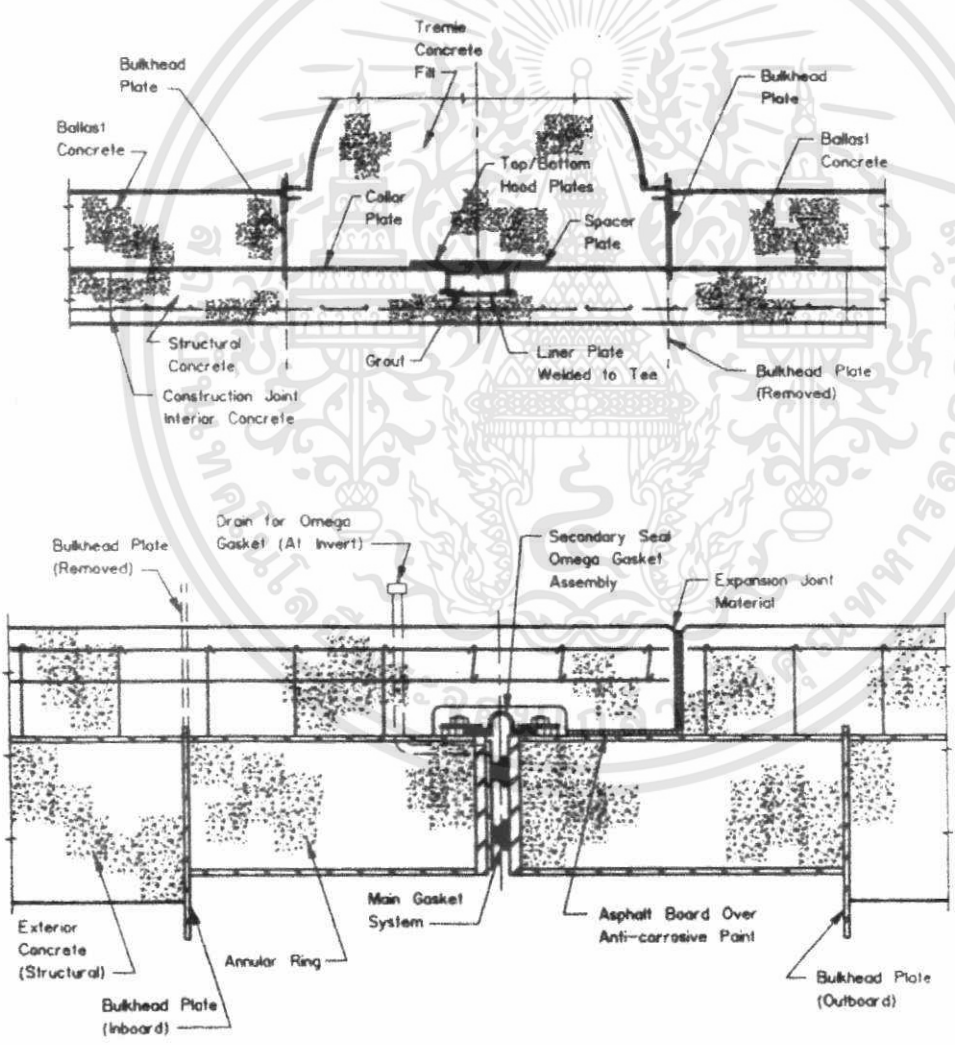 Tremie
Concrete
Fill
Bulkhead
Plate
Bulkhead
Plate
Ballast
Concrete
Ballast
Concrete
Top/Bottom
Hood Plates
Collar
Plate
Spacer
Plate
Structural
Concrete
Grout
Liner Plate
Welded to Tee
Bulkhead Plate
(Removed)
Construction Joint
Interior Concrete
Drain for Omega
Gasket (At Invert)
Secondary Seal
Omega Gasket
Assembly
Bulkhead Plate
(Removed)
Expansion Joint
Material
Main Gasket
System
Asphalt Board Over
Anti-corrosive Paint
Exterior
Concrete
(Structural)
Annular Ring
Bulkhead Plate
(Outboard)
Bulkhead Plate
(Inboard)